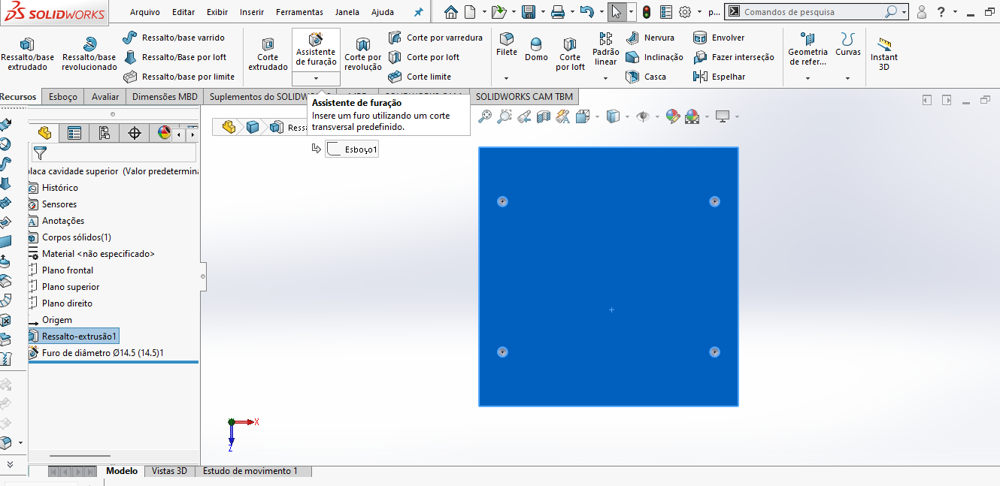 SOLIDWORKS
Arquivo Editar Exibir Inserir Ferramentas Janela Ajuda
p...
Comandos de pesquisa
?
Ressalto/base extrudado
Ressalto/base revolucionado
Ressalto/base varrido
Ressalto/Base por loft
Ressalto/base por limite
Corte extrudado
Assistente de furação
Corte por revolução
Corte por varredura
Corte por loft
Corte limite
Filete
Domo
Corte por loft
Padrão linear
Nervura
Inclinação
Casca
Envolver
Fazer interseção
Espelhar
Geometria de refer...
Curvas
Instant 3D
Recursos Esboço Avaliar Dimensões MBD Suplementos do SOLIDW
SOLIDWORKS CAM TBM
Assistente de furação
Insere um furo utilizando um corte
transversal predefinido.
Ress
Esboço1
placa cavidade superior (Valor predetermina
Histórico
Sensores
Anotações
Corpos sólidos(1)
Material <não especificado>
Plano frontal
Plano superior
Plano direito
Origem
Ressalto-extrusão1
Furo de diâmetro Ø14.5 (14.5)1
X
Z
Modelo Vistas 3D Estudo de movimento 1